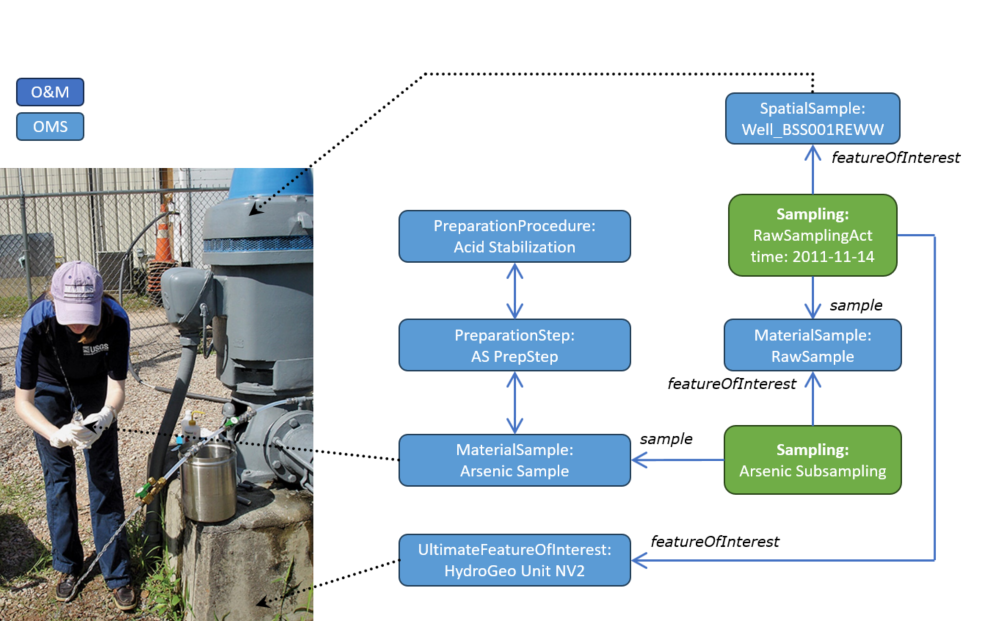 O&M
OMS
SpatialSample:
Well_BSS001REWW
featureOfInterest
Sampling:
RawSamplingAct
time: 2011-11-14
PreparationProcedure:
Acid Stabilization
sample
PreparationStep:
AS PrepStep
MaterialSample:
RawSample
featureOfInterest
USGS
sample
MaterialSample:
Arsenic Sample
Sampling:
Arsenic Subsampling
featureOfInterest
UltimateFeatureOfInterest:
HydroGeo Unit NV2